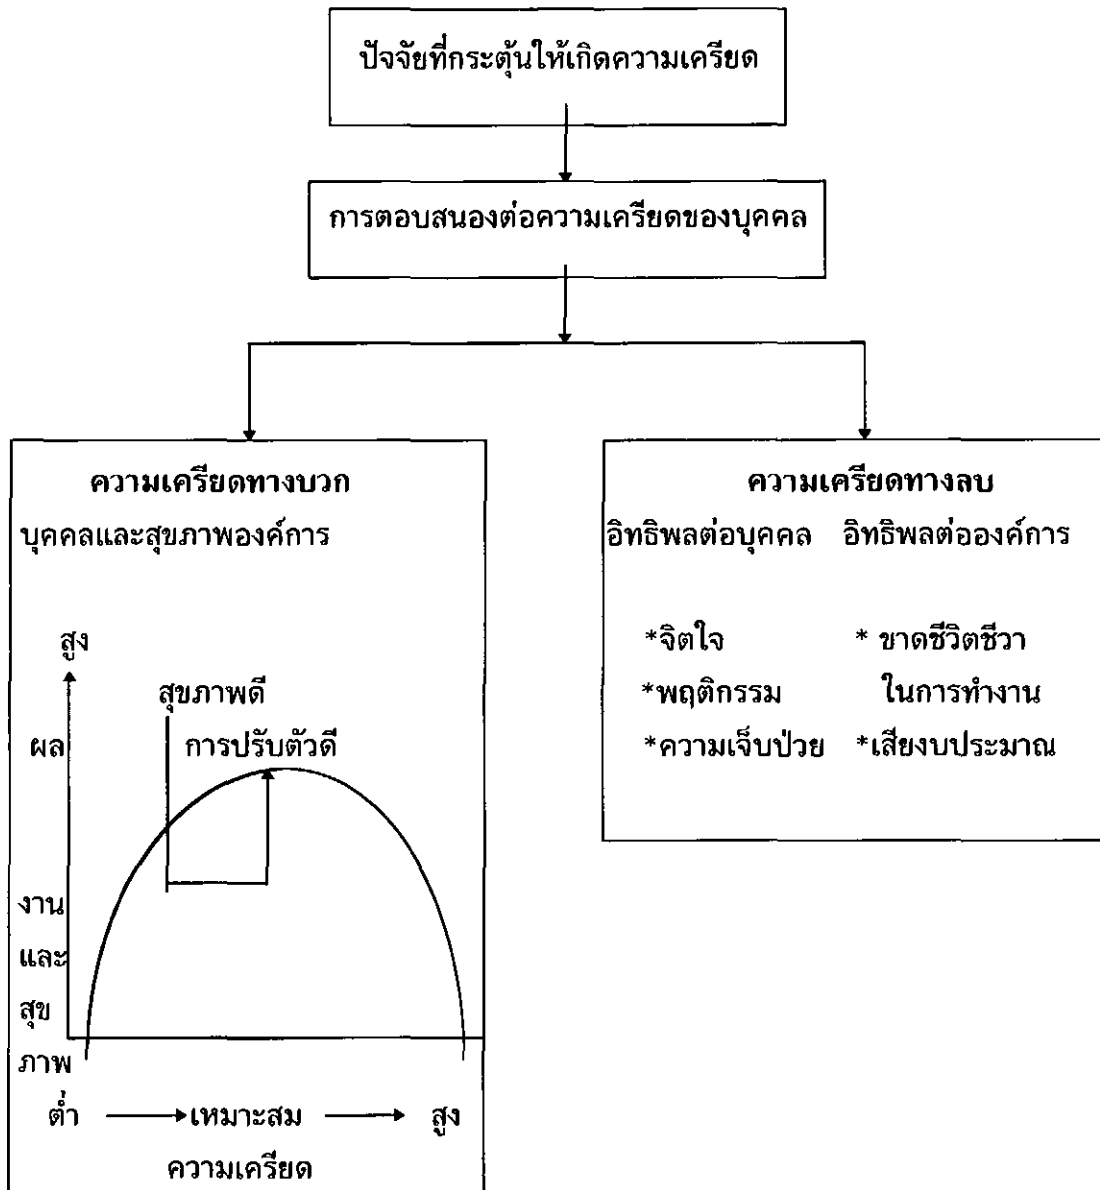 ปัจจัยที่กระตุ้นให้เกิดความเครียด
การตอบสนองต่อความเครียดของบุคคล
ความเครียดทางบวก
บุคคลและสุขภาพองค์การ
สูง
สุขภาพดี
ผล
การปรับตัวดี
งาน
และ
สุข
ภาพ
ต่ำ เหมาะสม สูง
ความเครียด
ความเครียดทางลบ
อิทธิพลต่อบุคคล อิทธิพลต่อองค์การ
*จิตใจ * ขาดชีวิตชีวา
*พฤติกรรม ในการทำงาน
*ความเจ็บป่วย *เสียงบประมาณ